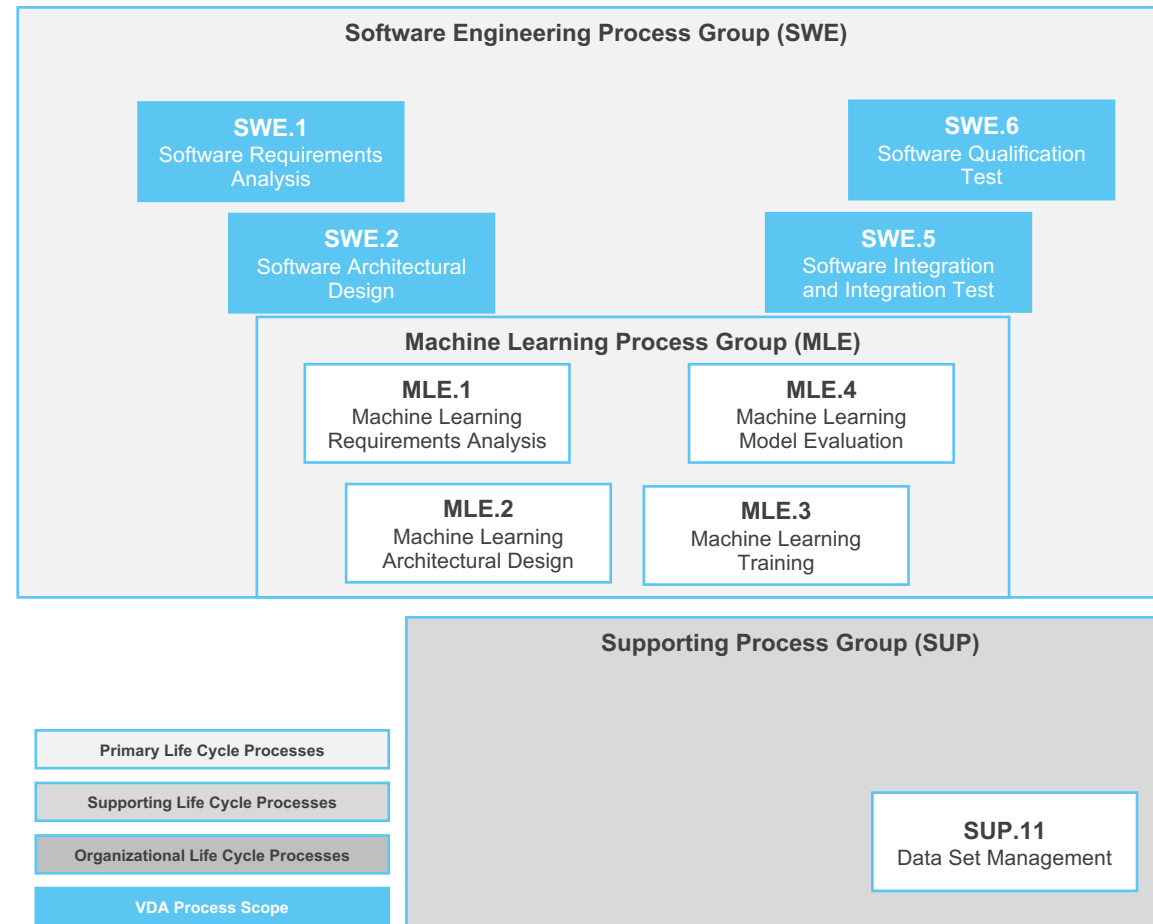 Software Engineering Process Group (SWE)
SWE.1
Software Requirements
Analysis
SWE.6
Software Qualification
Test
SWE.2
Software Architectural
Design
SWE.5
Software Integration
and Integration Test
Machine Learning Process Group (MLE)
MLE.1
Machine Learning
Requirements Analysis
MLE.4
Machine Learning
Model Evaluation
MLE.2
Machine Learning
Architectural Design
MLE.3
Machine Learning
Training
Supporting Process Group (SUP)
Primary Life Cycle Processes
Supporting Life Cycle Processes
Organizational Life Cycle Processes
VDA Process Scope
SUP.11
Data Set Management